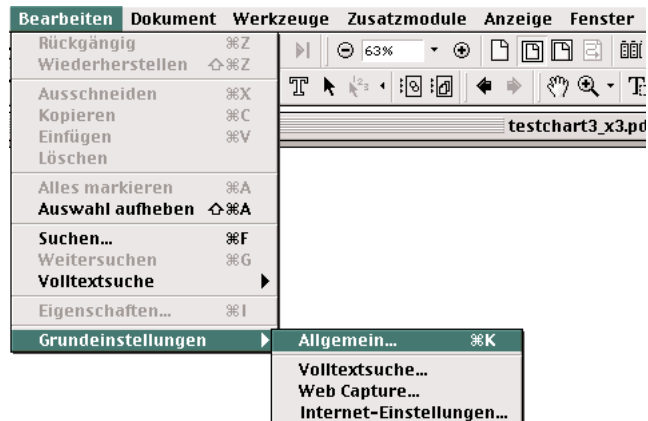 Bearbeiten Dokument Werkzeuge Zusatzmodule Anzeige Fenster
Rückgängig ⌘Z
Wiederherstellen ⇧⌘Z
63%
Ausschneiden ⌘X
Kopieren ⌘C
Einfügen ⌘V
Löschen
testchart3_x3.pd
Alles markieren ⌘A
Auswahl aufheben ⇧⌘A
Suchen... ⌘F
Weitersuchen ⌘G
Volltextsuche
Eigenschaften... ⌘I
Grundeinstellungen
Allgemein... ⌘K
Volltextsuche...
Web Capture...
Internet-Einstellungen...